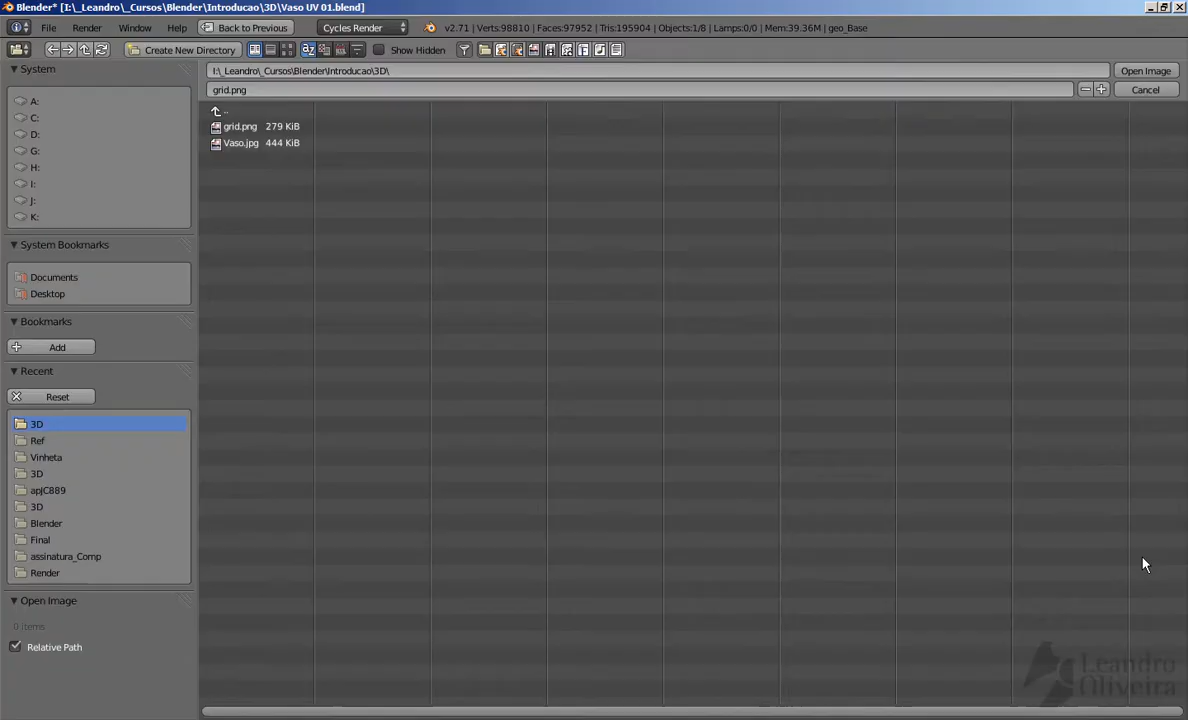 Blender* [I:\_Leandro\_Cursos\Blender\Introducao\3D\Vaso UV 01.blend]
File Render Window Help Back to Previous Cycles Render v2.71 | Verts:98810 | Faces:97952 | Tris:195904 | Objects:1/8 | Lamps:0/0 | Mem:39.36M | geo_Base
Create New Directory Show Hidden
System
I:\_Leandro\_Cursos\Blender\Introducao\3D\ Open Image
grid.png Cancel
A:
C:
D:
G:
H:
I:
J:
K:
..
grid.png 279 KiB
Vaso.jpg 444 KiB
System Bookmarks
Documents
Desktop
Bookmarks
Add
Recent
Reset
3D
Ref
Vinheta
3D
apJC889
3D
Blender
Final
assinatura_Comp
Render
Open Image
0 items
Relative Path
Leandro
Oliveira